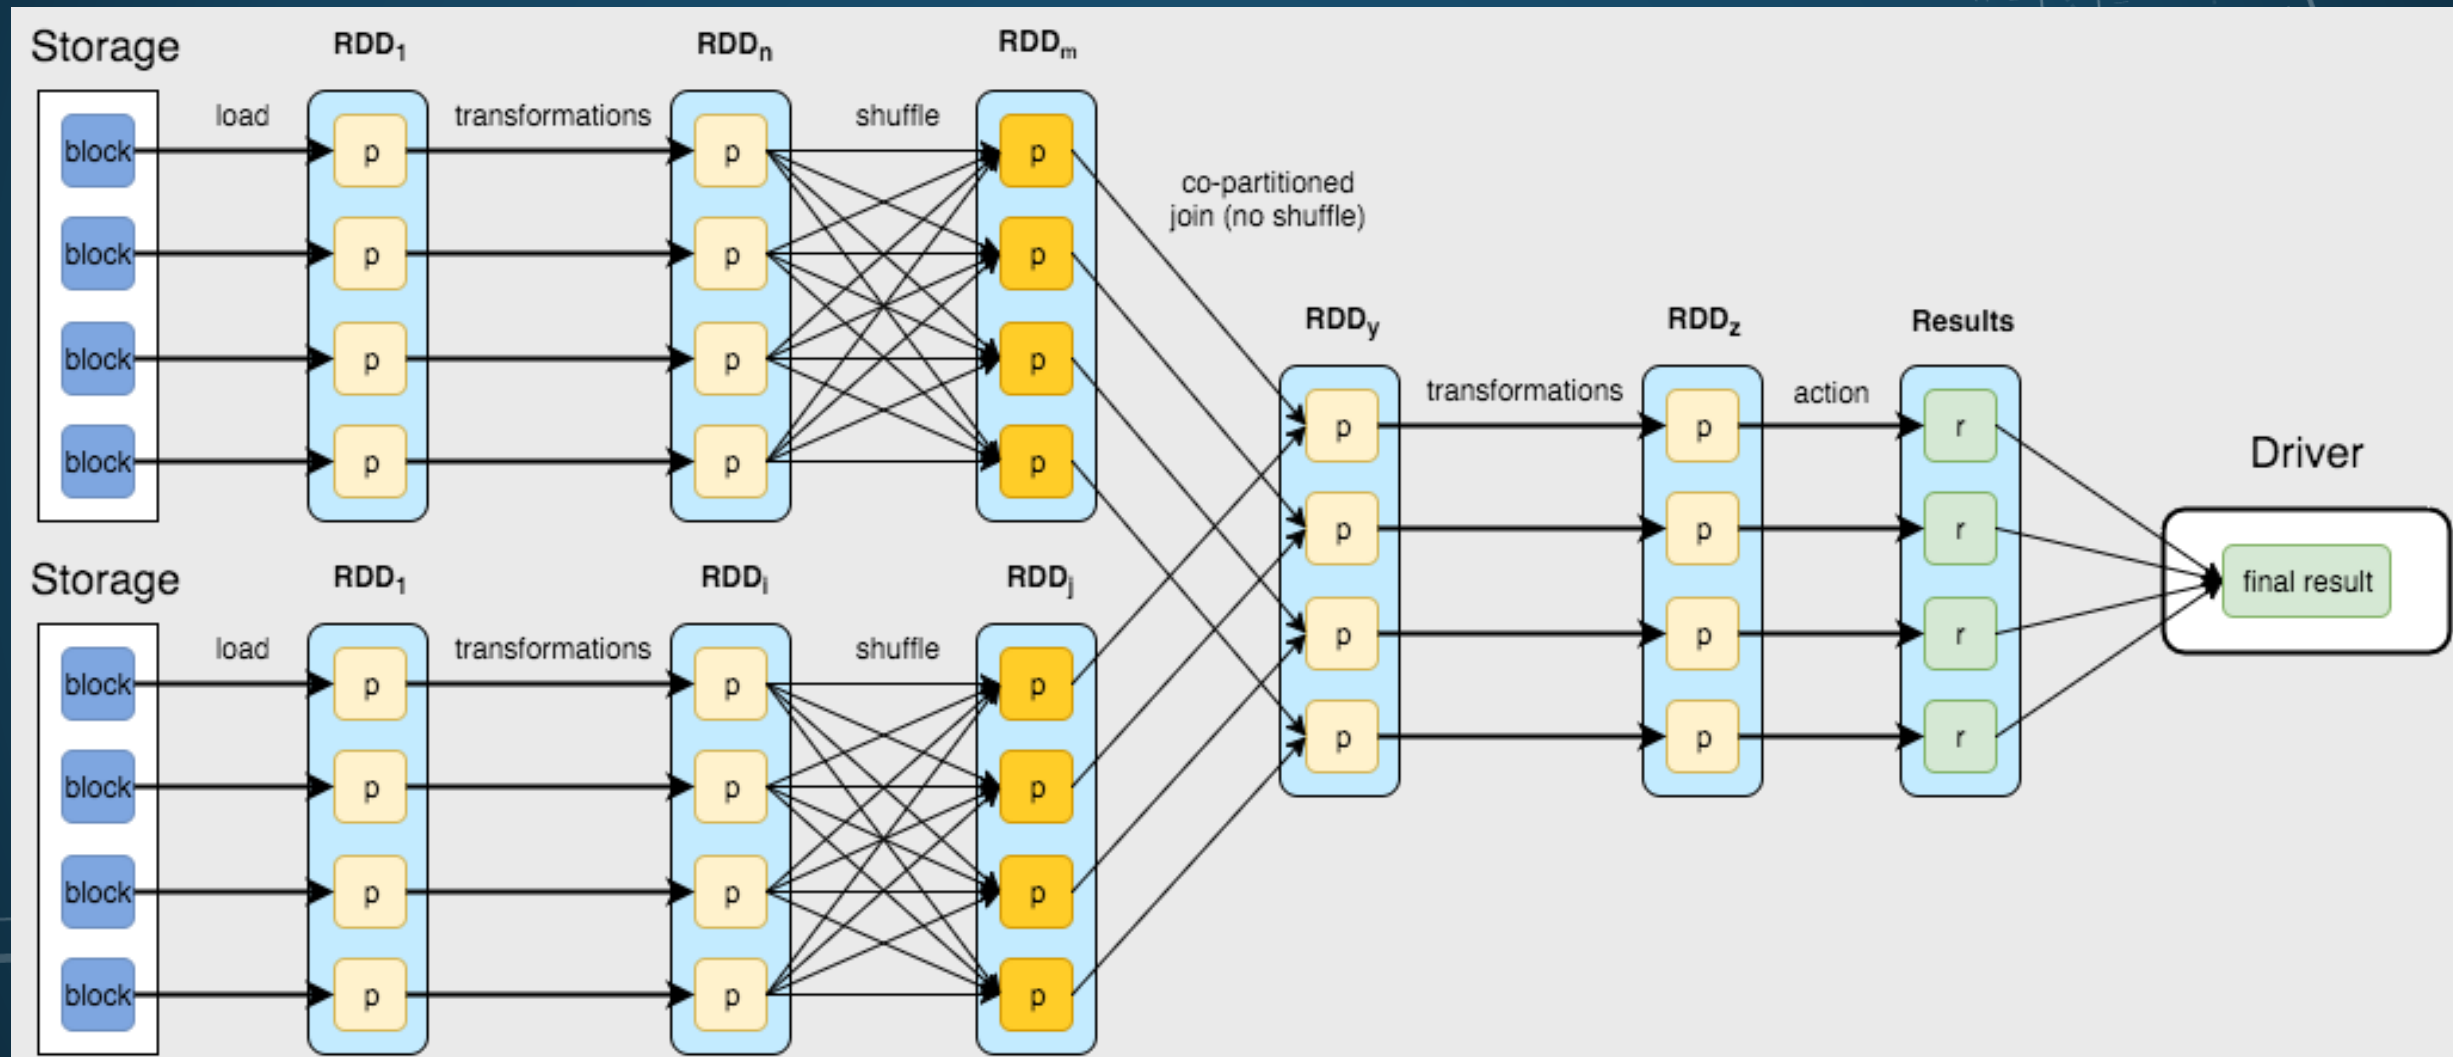 Storage
RDD1
RDDn
RDDm
load
transformations
shuffle
block
p
p
p
block
p
p
p
block
p
p
p
block
p
p
p
co-partitioned
join (no shuffle)
Storage
RDD1
RDDi
RDDj
load
transformations
shuffle
block
p
p
p
block
p
p
p
block
p
p
p
block
p
p
p
RDDy
RDDz
Results
transformations
action
p
p
r
p
p
r
p
p
r
p
p
r
Driver
final result